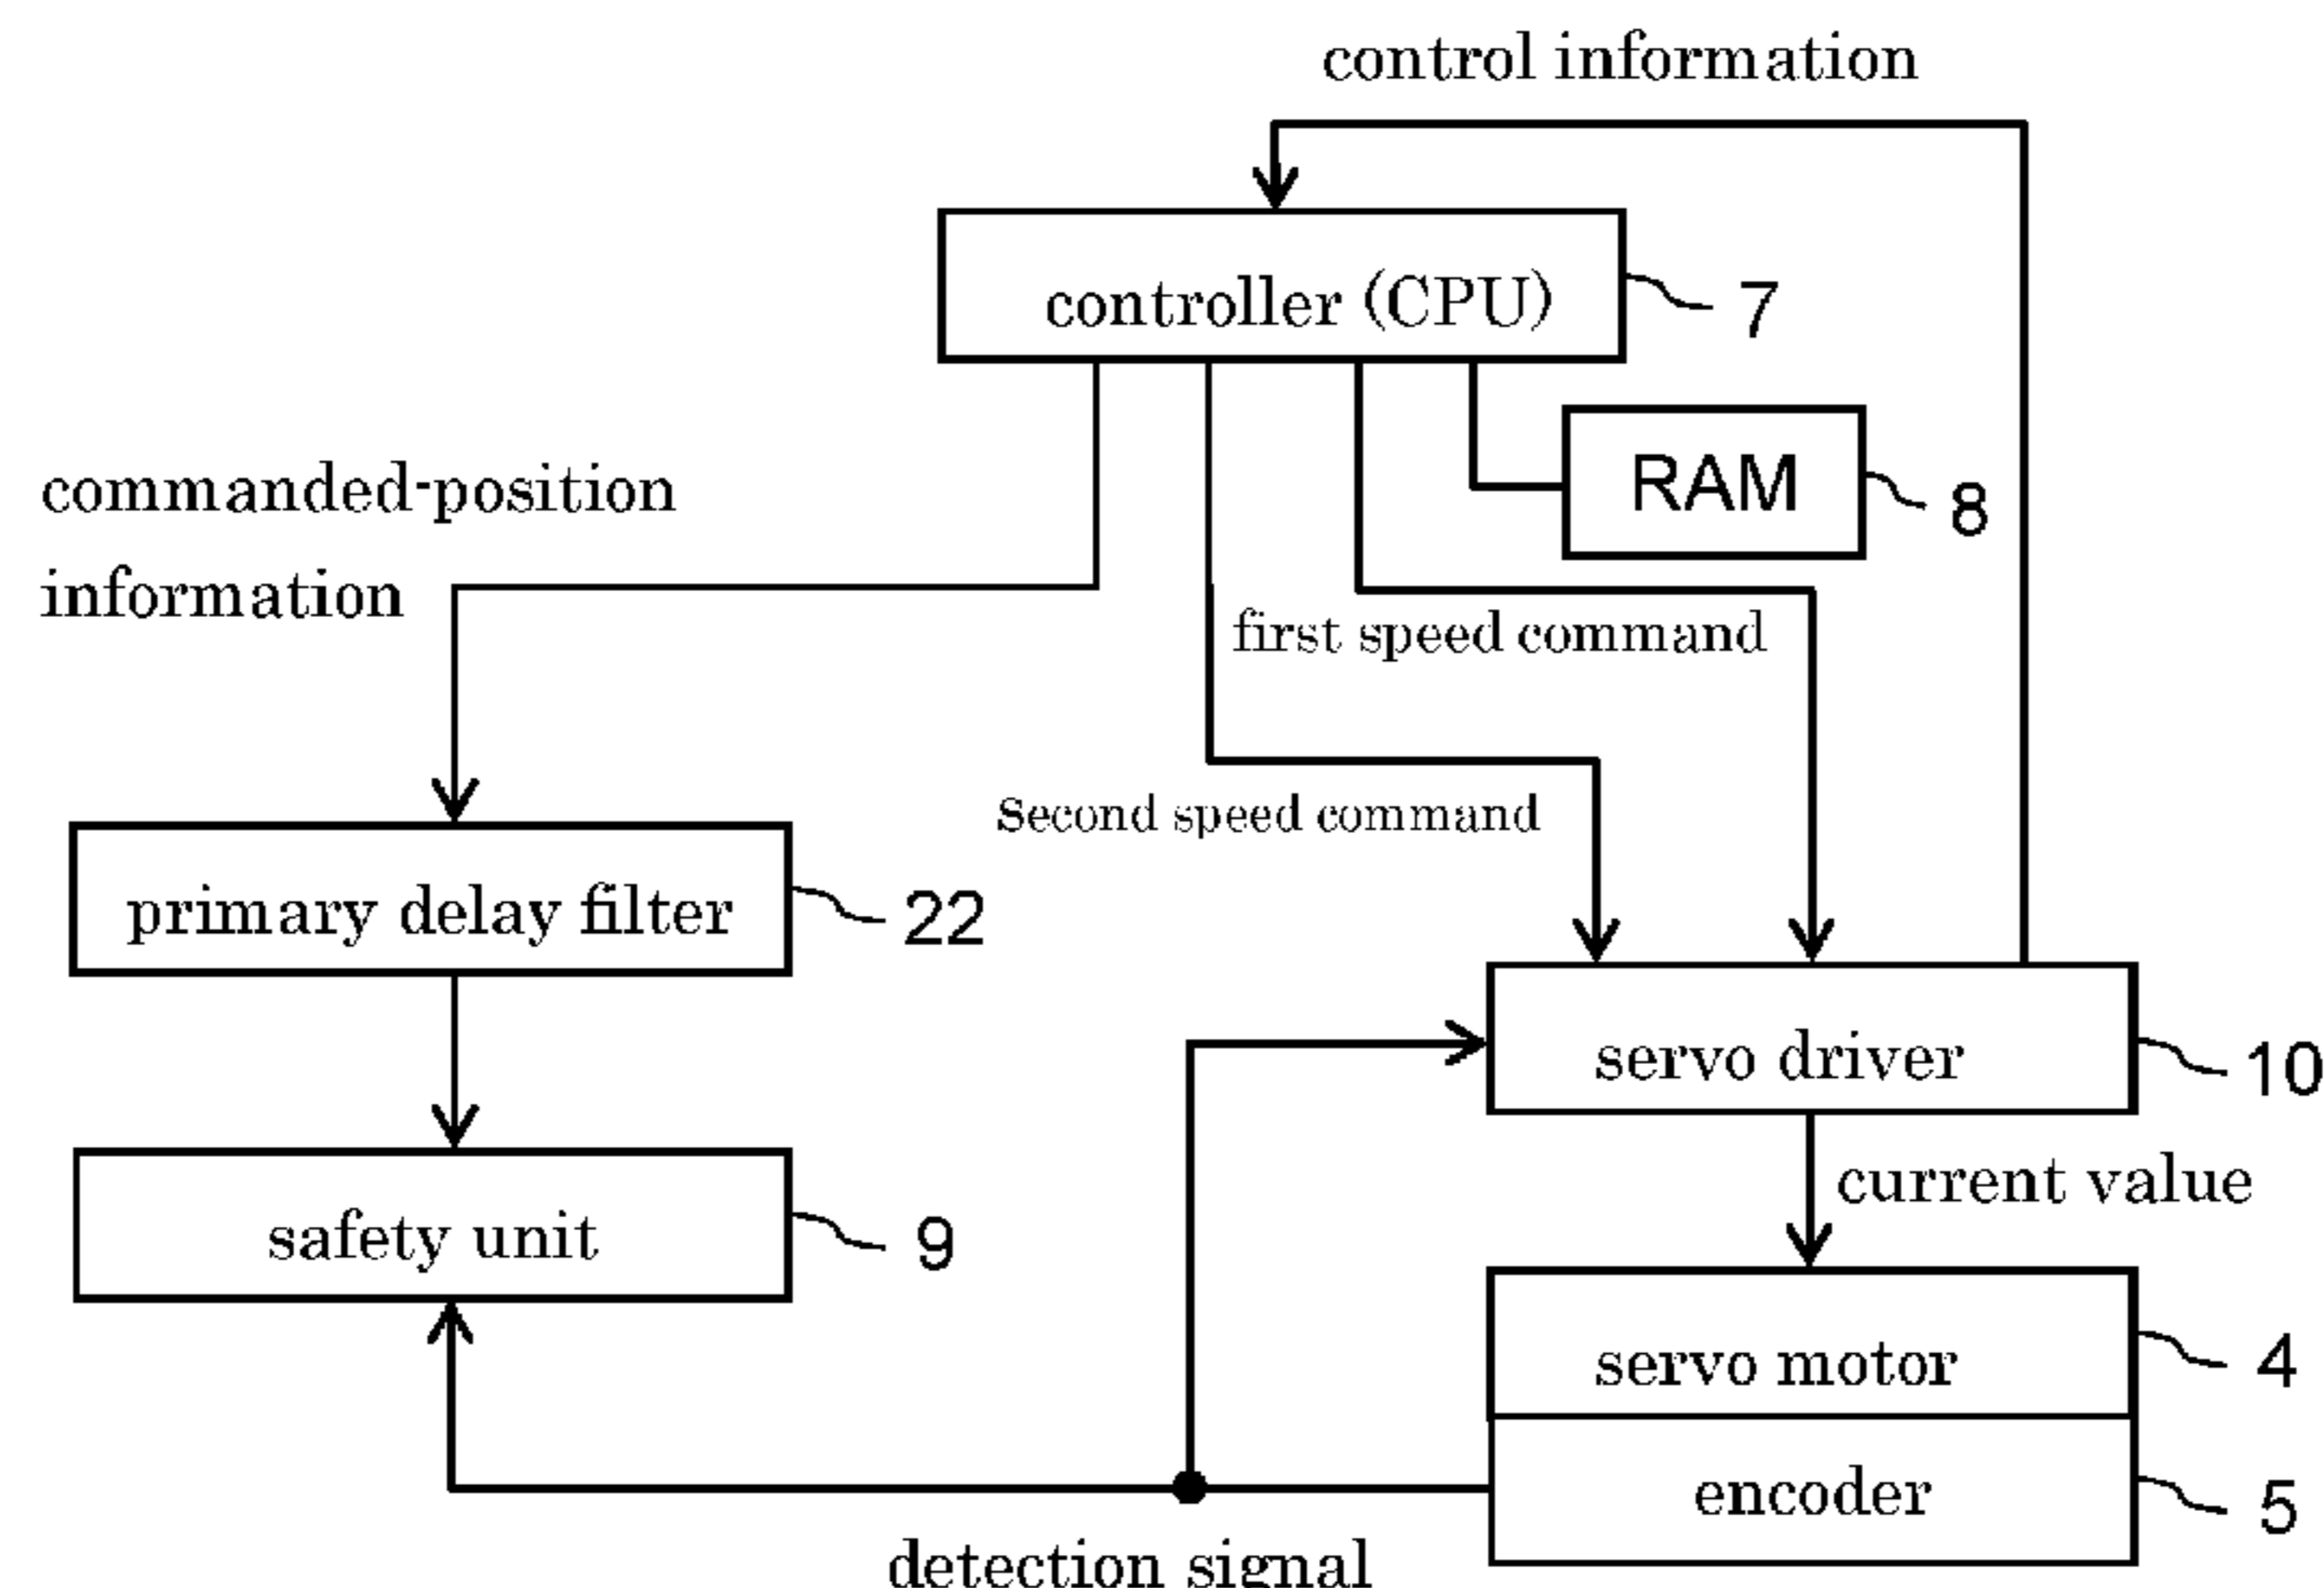 control information
controller (CPU)
7
RAM
8
commanded-position
information
first speed command
Second speed command
primary delay filter
22
servo driver
10
current value
safety unit
9
servo motor
4
encoder
5
detection signal